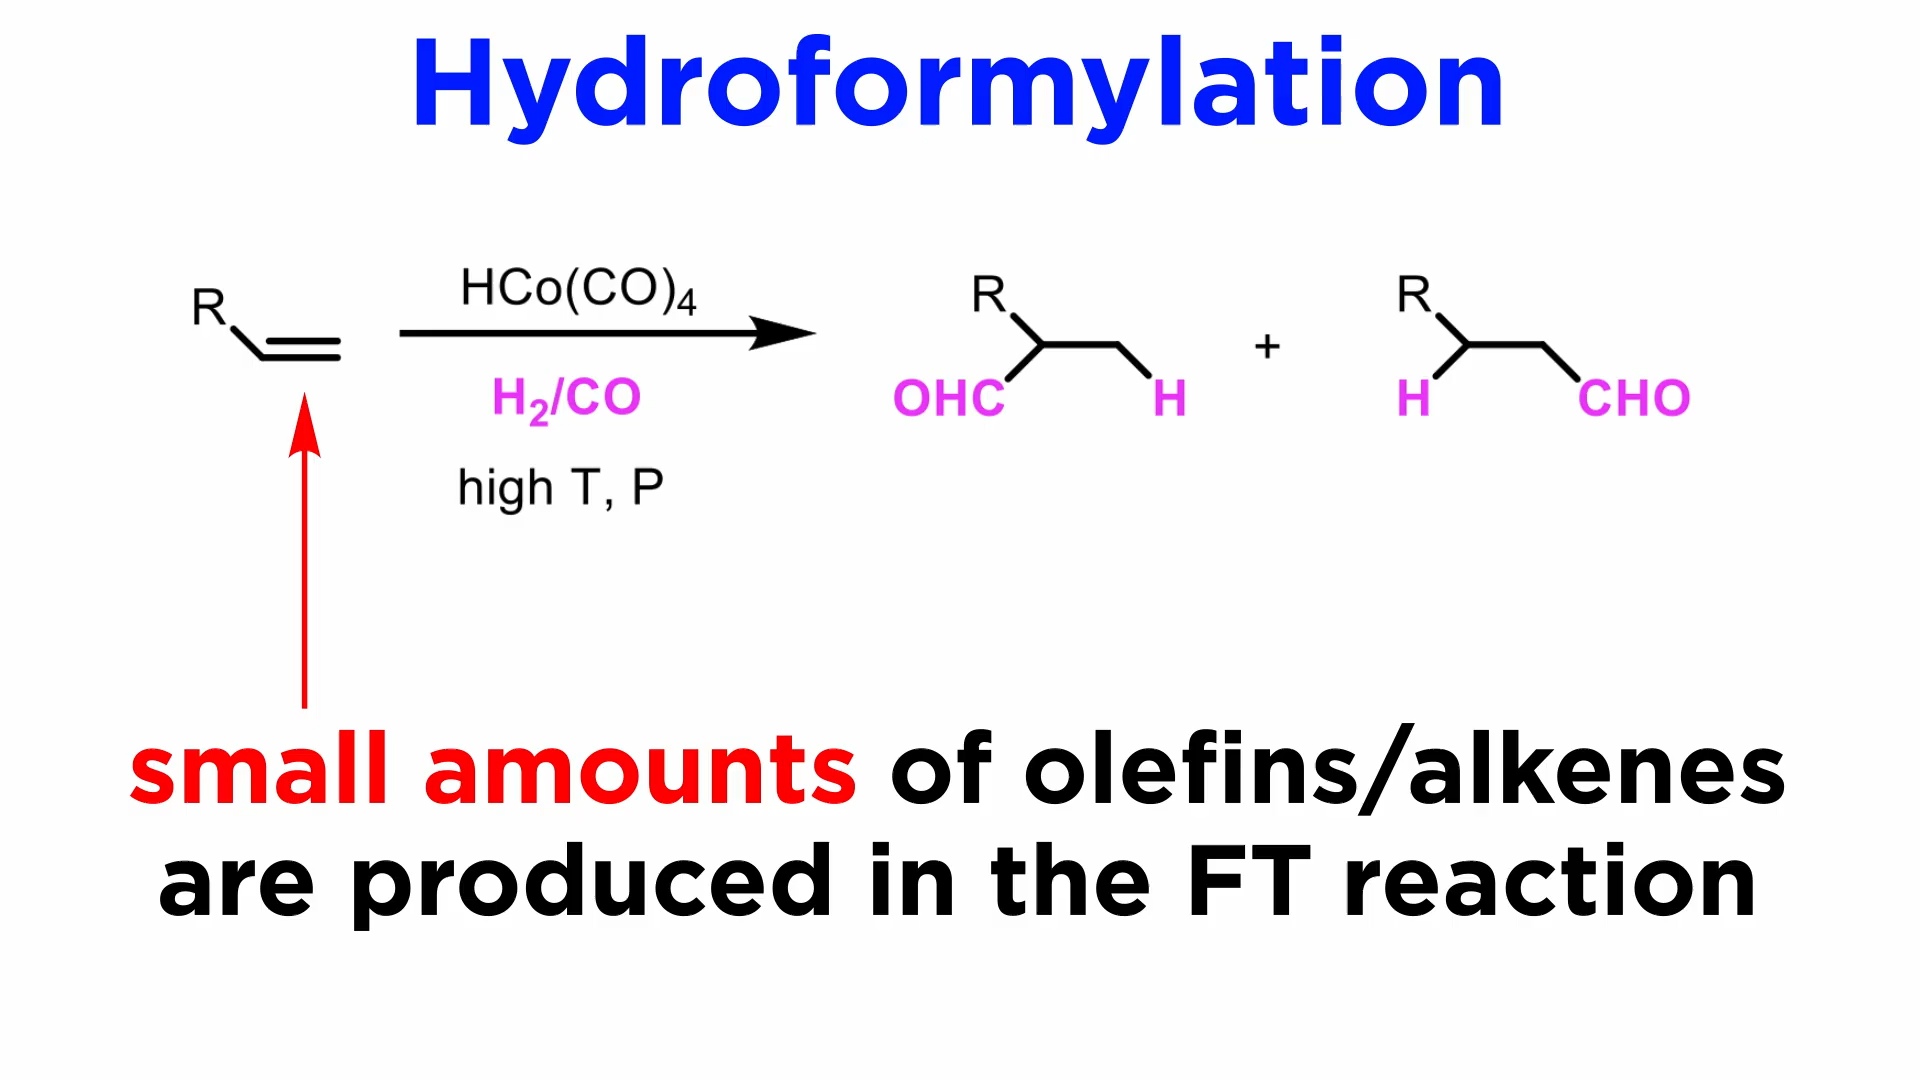 Hydroformylation
R
HCo(CO)4
H2/CO
high T, P
R
OHC
H
+
R
H
CHO
small amounts of olefins/alkenes
are produced in the FT reaction